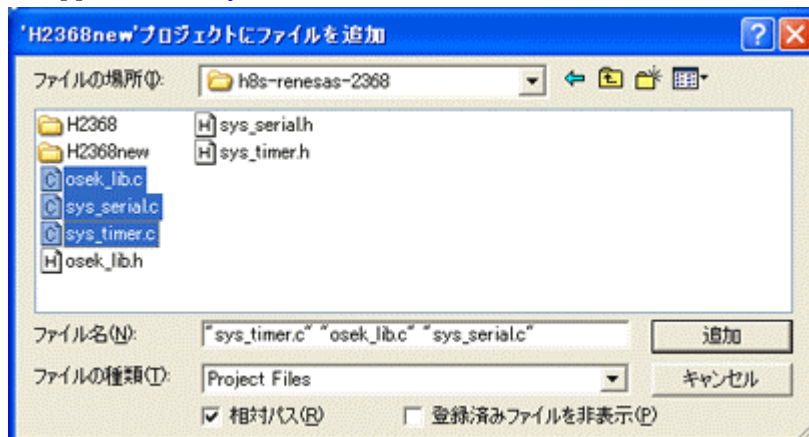 'H2368new'プロジェクトにファイルを追加
ファイルの場所(I):
h8s-renesas-2368
H2368
H2368new
osek_lib.c
sys_serial.c
sys_timer.c
osek_lib.h
sys_serial.h
sys_timer.h
ファイル名(N):
"sys_timer.c" "osek_lib.c" "sys_serial.c"
追加
ファイルの種類(T):
Project Files
キャンセル
相対パス(R)
登録済みファイルを非表示(P)